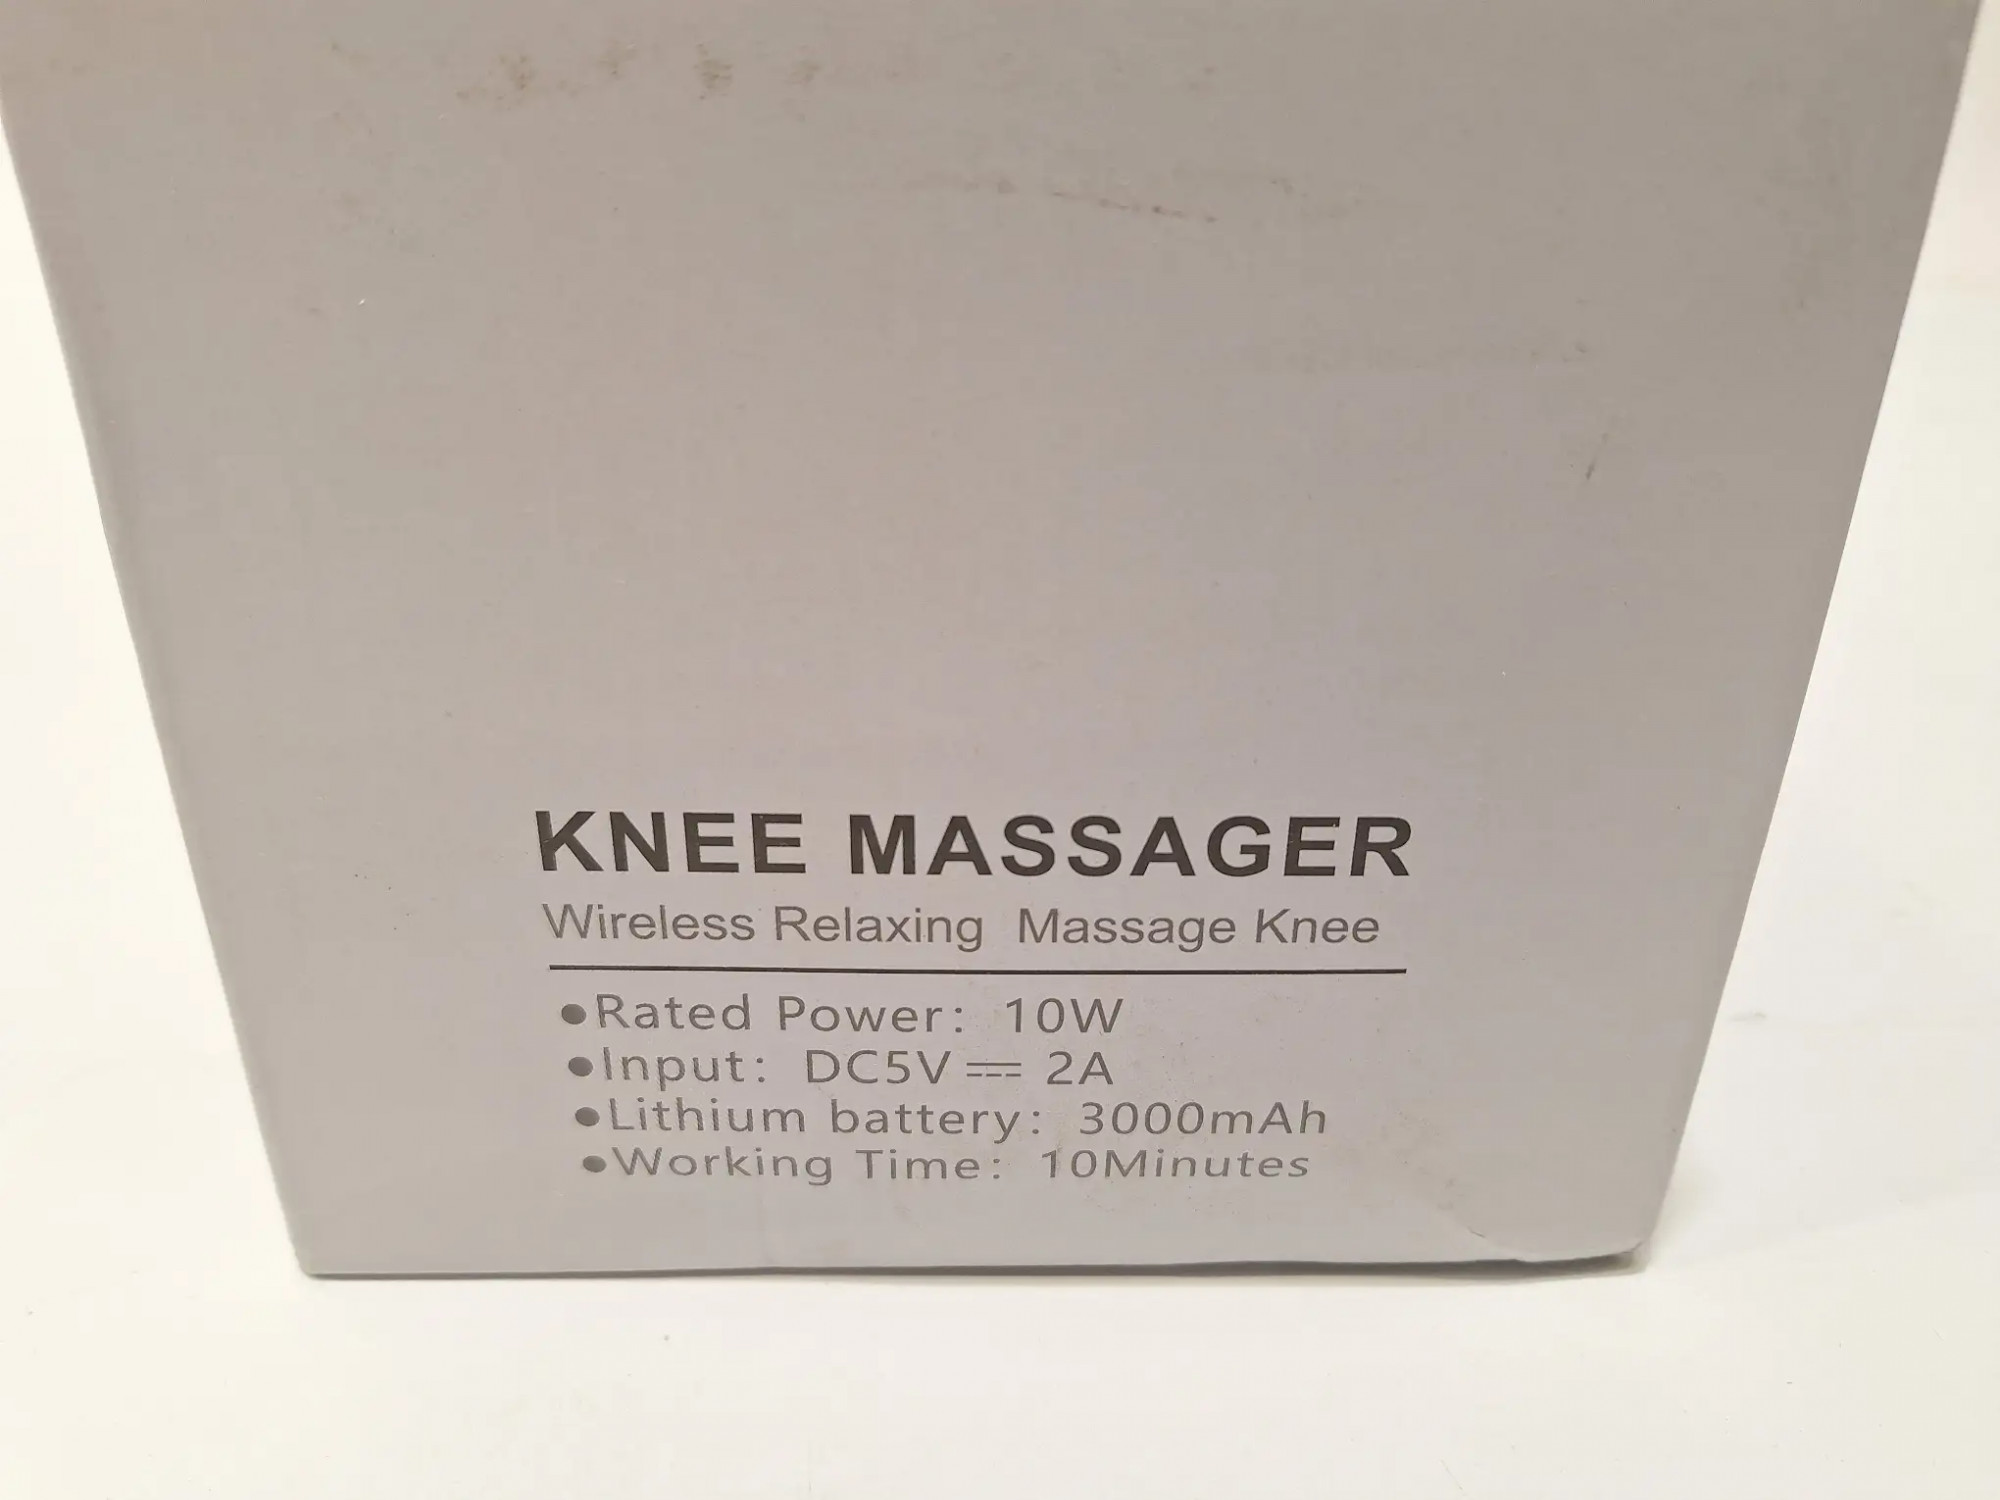 KNEE MASSAGER
Wireless Relaxing Massage Knee
●Rated Power: 10W
●Input: DC5V⎓ 2A
●Lithium battery: 3000mAh
●Working Time: 10Minutes